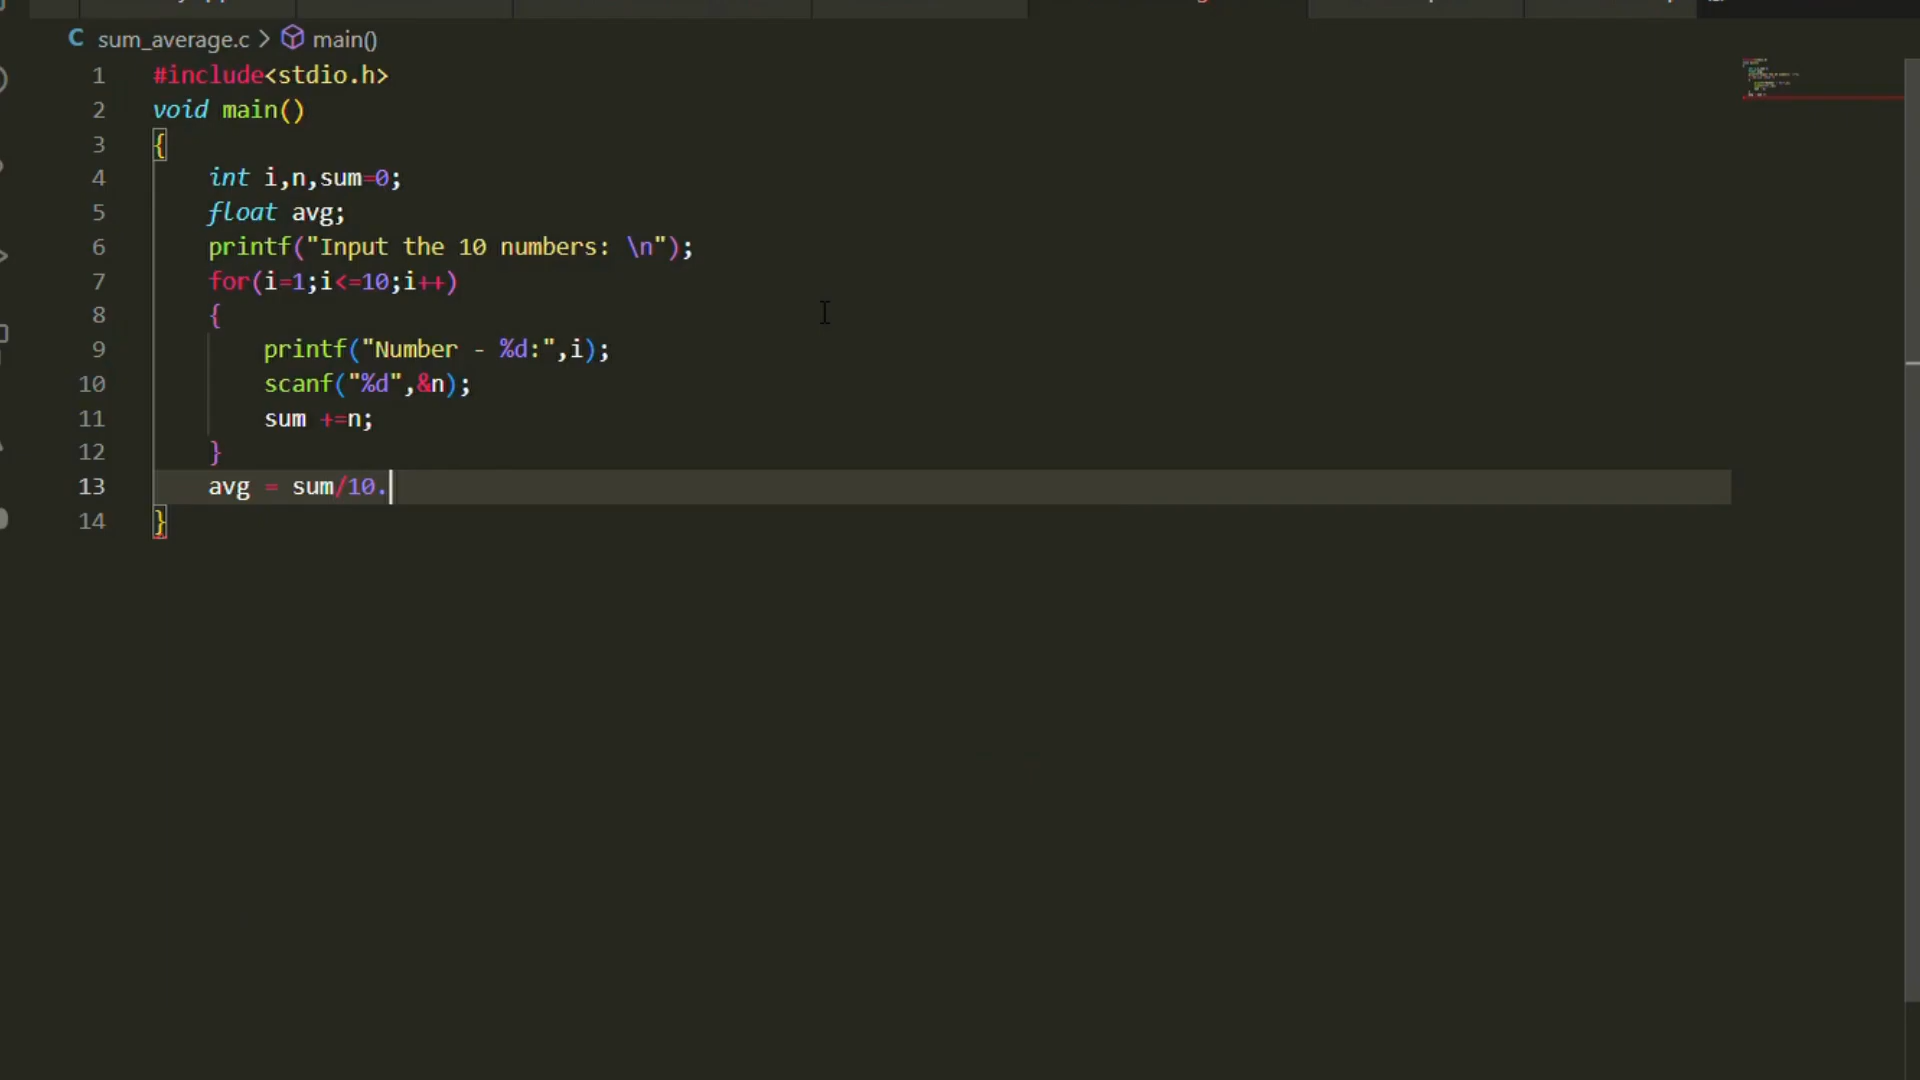 C sum_average.c > main()
1 #include<stdio.h>
2 void main()
3 {
4 int i,n,sum=0;
5 float avg;
6 printf("Input the 10 numbers: \n");
7 for(i=1;i<=10;i++)
8 {
9 printf("Number - %d:",i);
10 scanf("%d",&n);
11 sum +=n;
12 }
13 avg = sum/10.
14 }